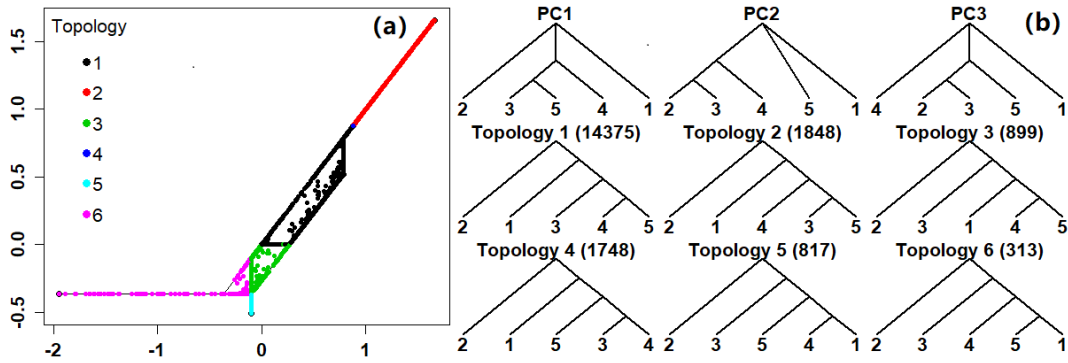 Topology
1
2
3
4
5
6
(a)
1.5
1.0
0.5
0.0
-0.5
-2 -1 0 1
PC1 PC2 PC3 (b)
2 3 5 4 1 2 3 4 5 1 4 2 3 5 1
Topology 1 (14375) Topology 2 (1848) Topology 3 (899)
2 1 3 4 5 2 1 4 3 5 2 3 1 4 5
Topology 4 (1748) Topology 5 (817) Topology 6 (313)
2 1 5 3 4 2 3 5 4 1 2 3 4 5 1